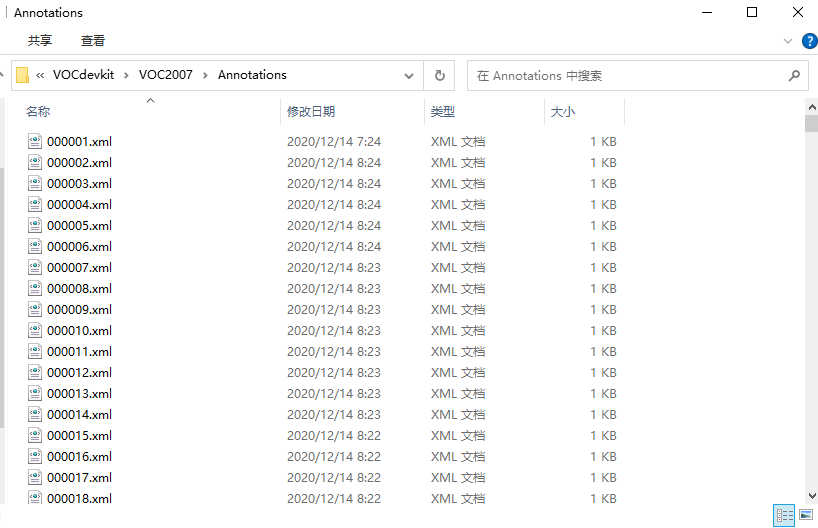 Annotations
共享 查看
« VOCdevkit › VOC2007 › Annotations 在 Annotations 中搜索
名称 修改日期 类型 大小
000001.xml 2020/12/14 7:24 XML 文档 1 KB
000002.xml 2020/12/14 8:24 XML 文档 1 KB
000003.xml 2020/12/14 8:24 XML 文档 1 KB
000004.xml 2020/12/14 8:24 XML 文档 1 KB
000005.xml 2020/12/14 8:24 XML 文档 1 KB
000006.xml 2020/12/14 8:24 XML 文档 1 KB
000007.xml 2020/12/14 8:23 XML 文档 1 KB
000008.xml 2020/12/14 8:23 XML 文档 1 KB
000009.xml 2020/12/14 8:23 XML 文档 1 KB
000010.xml 2020/12/14 8:23 XML 文档 1 KB
000011.xml 2020/12/14 8:23 XML 文档 1 KB
000012.xml 2020/12/14 8:23 XML 文档 1 KB
000013.xml 2020/12/14 8:23 XML 文档 1 KB
000014.xml 2020/12/14 8:23 XML 文档 1 KB
000015.xml 2020/12/14 8:22 XML 文档 1 KB
000016.xml 2020/12/14 8:22 XML 文档 1 KB
000017.xml 2020/12/14 8:22 XML 文档 1 KB
000018.xml 2020/12/14 8:22 XML 文档 1 KB